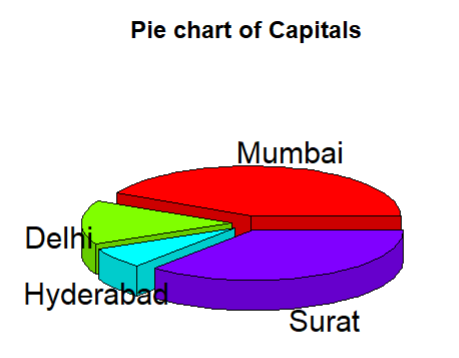 Pie chart of Capitals
Mumbai
Delhi
Hyderabad
Surat